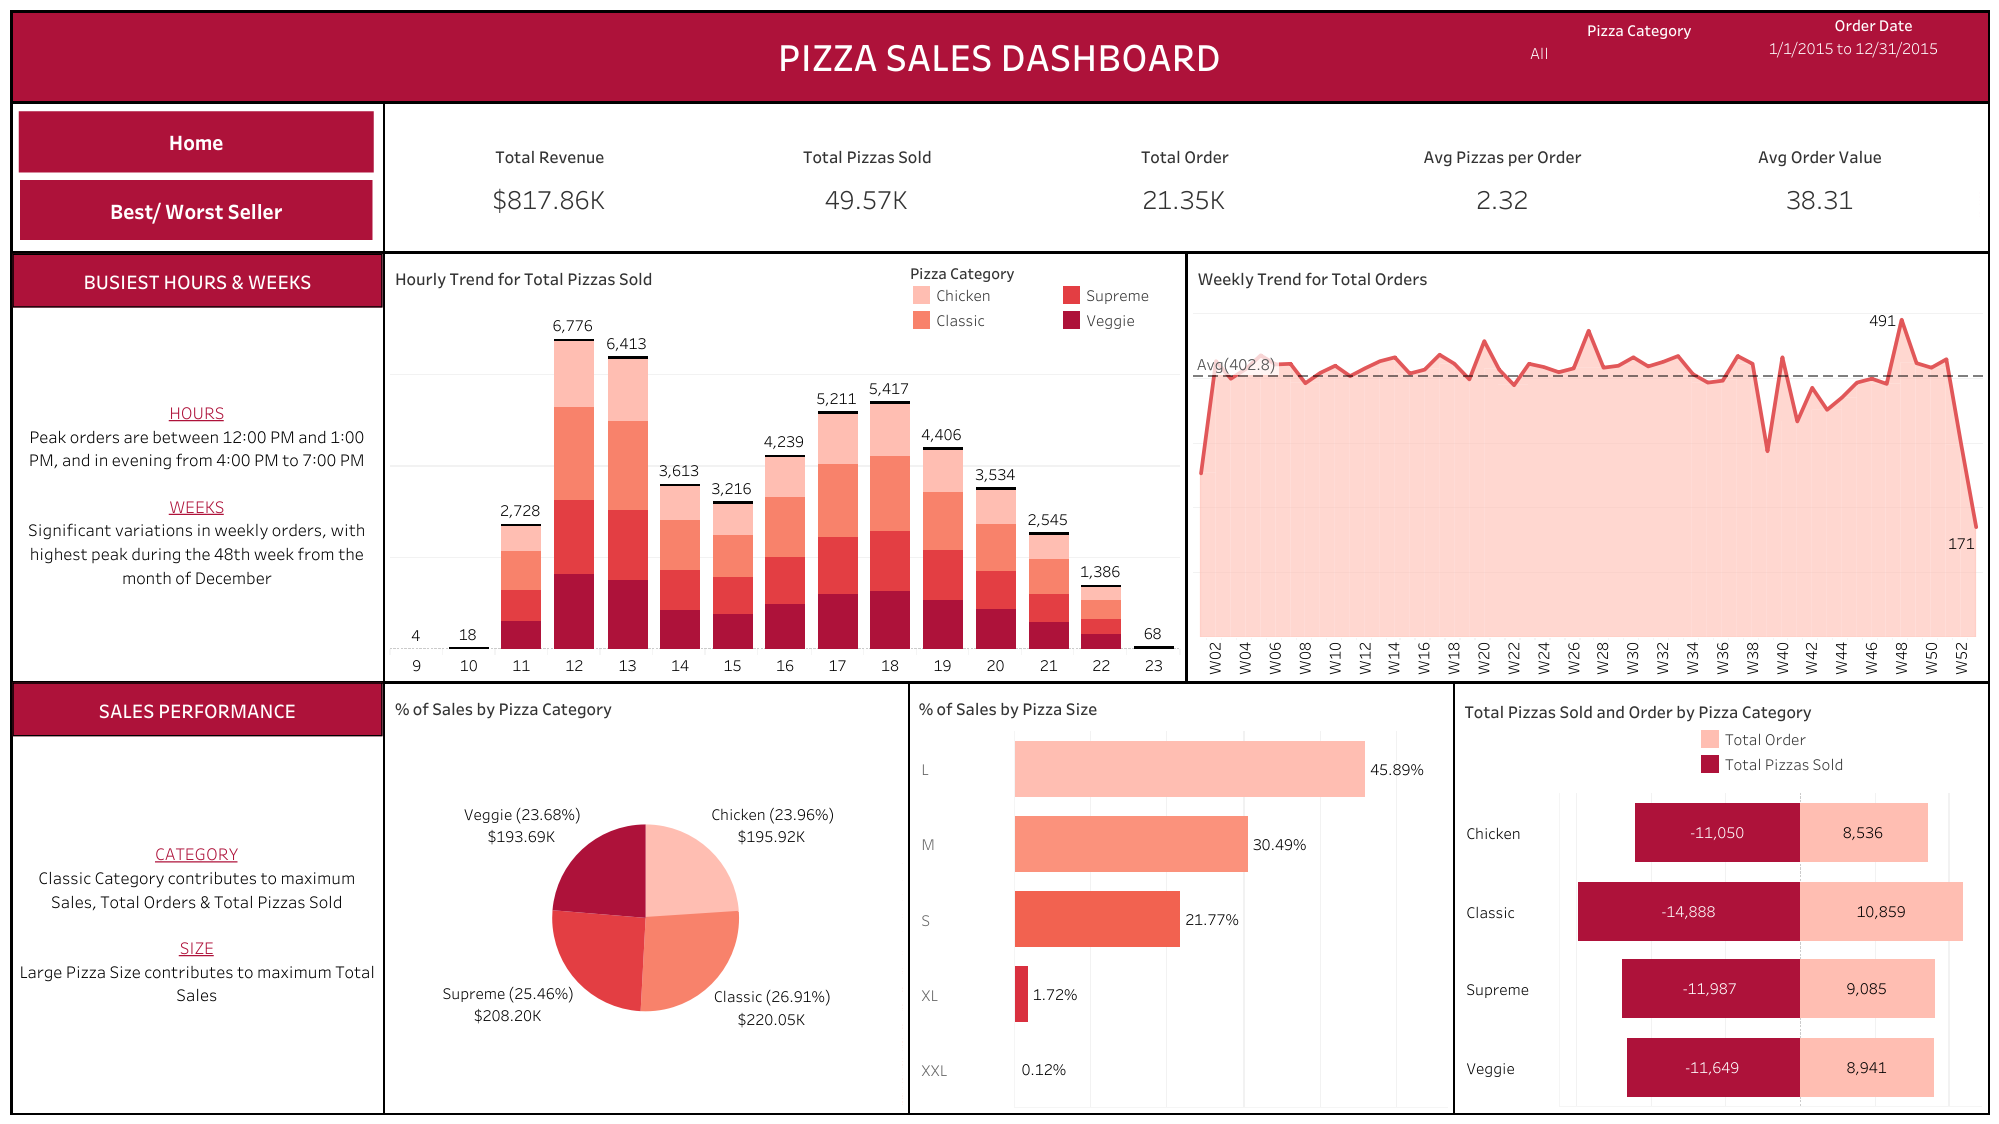 PIZZA SALES DASHBOARD
Pizza Category
All
Order Date
1/1/2015 to 12/31/2015
Home
Best/ Worst Seller
Total Revenue
$817.86K
Total Pizzas Sold
49.57K
Total Order
21.35K
Avg Pizzas per Order
2.32
Avg Order Value
38.31
BUSIEST HOURS & WEEKS
HOURS
Peak orders are between 12:00 PM and 1:00
PM, and in evening from 4:00 PM to 7:00 PM
WEEKS
Significant variations in weekly orders, with
highest peak during the 48th week from the
month of December
Hourly Trend for Total Pizzas Sold
Pizza Category
Chicken
Supreme
Classic
Veggie
4
18
2,728
6,776
6,413
3,613
3,216
4,239
5,211
5,417
4,406
3,534
2,545
1,386
68
9 10 11 12 13 14 15 16 17 18 19 20 21 22 23
Weekly Trend for Total Orders
491
Avg(402.8)
171
W02 W04 W06 W08 W10 W12 W14 W16 W18 W20 W22 W24 W26 W28 W30 W32 W34 W36 W38 W40 W42 W44 W46 W48 W50 W52
SALES PERFORMANCE
CATEGORY
Classic Category contributes to maximum
Sales, Total Orders & Total Pizzas Sold
SIZE
Large Pizza Size contributes to maximum Total
Sales
% of Sales by Pizza Category
Veggie (23.68%)
$193.69K
Chicken (23.96%)
$195.92K
Supreme (25.46%)
$208.20K
Classic (26.91%)
$220.05K
% of Sales by Pizza Size
L 45.89%
M 30.49%
S 21.77%
XL 1.72%
XXL 0.12%
Total Pizzas Sold and Order by Pizza Category
Total Order
Total Pizzas Sold
Chicken -11,050 8,536
Classic -14,888 10,859
Supreme -11,987 9,085
Veggie -11,649 8,941